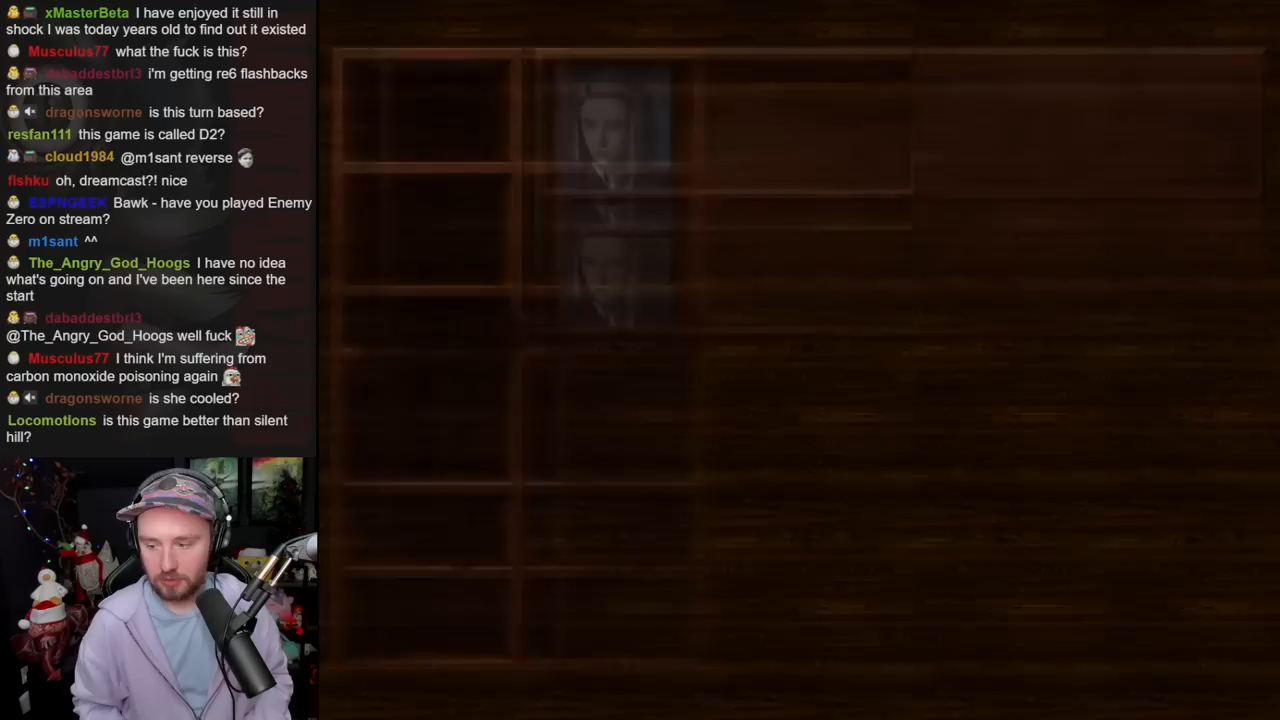 xMasterBeta I have enjoyed it still in
shock I was today years old to find out it existed
Musculus77 what the fuck is this?
dabaddestbrl3 i'm getting re6 flashbacks
from this area
dragonsworne is this turn based?
resfan111 this game is called D2?
cloud1984 @m1sant reverse
fIshku oh, dreamcast?! nice
ESPNGEEK Bawk - have you played Enemy
Zero on stream?
m1sant ^^
The_Angry_God_Hoogs I have no idea
what's going on and I've been here since the
start
dabaddestbrl3
@The_Angry_God_Hoogs well fuck
Musculus77 I think I'm suffering from
carbon monoxide poisoning again
dragonsworne is she cooled?
LocomotIons is this game better than silent
hill?